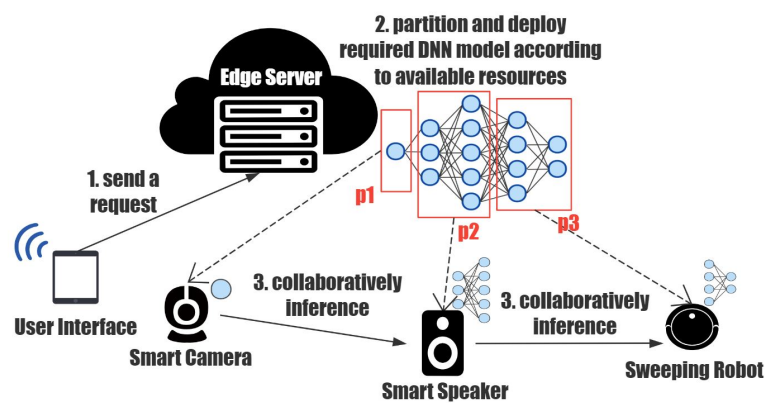 2. partition and deploy
required DNN model according
to available resources
Edge Server
1. send a
request
p1
p2
p3
3. collaboratively
inference
3. collaboratively
inference
User Interface
Smart Camera
Smart Speaker
Sweeping Robot